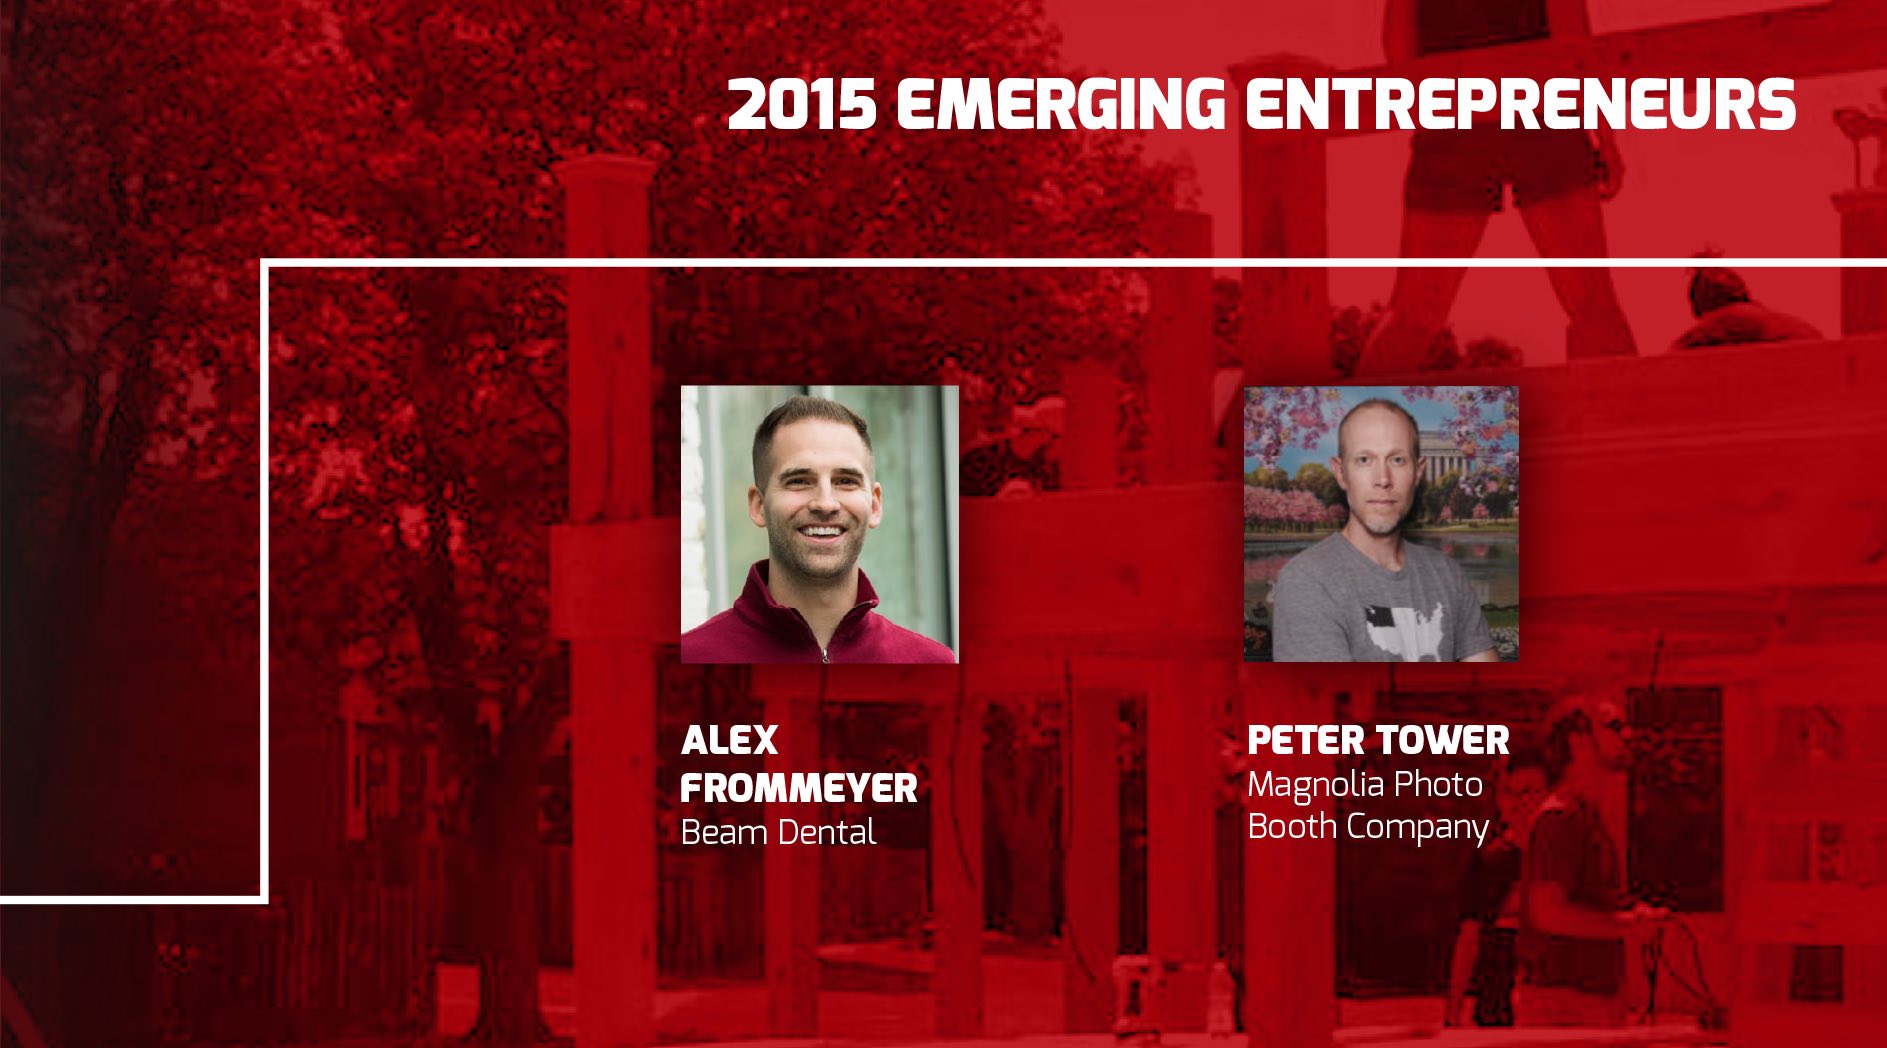 2015 EMERGING ENTREPRENEURS
ALEX
FROMMEYER
Beam Dental
PETER TOWER
Magnolia Photo
Booth Company